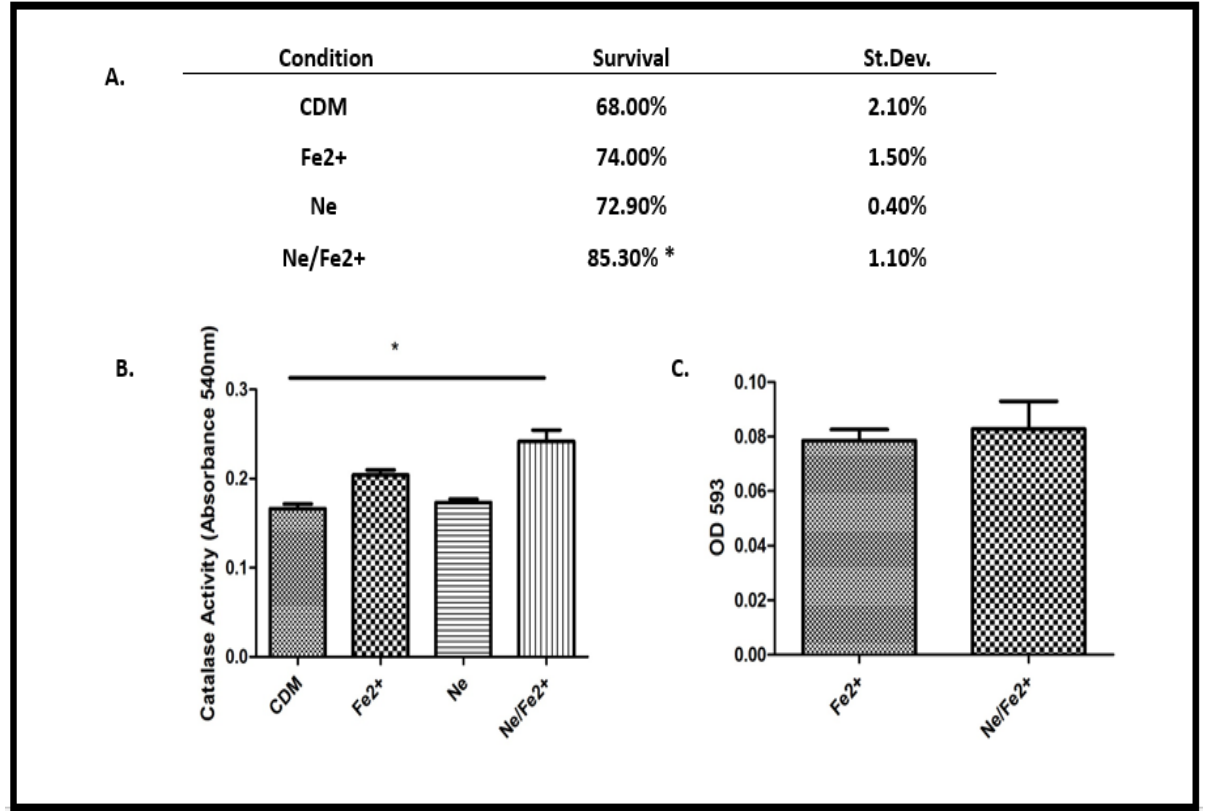 A.
Condition Survival St.Dev.
CDM 68.00% 2.10%
Fe2+ 74.00% 1.50%
Ne 72.90% 0.40%
Ne/Fe2+ 85.30% * 1.10%
B.
*
Catalase Activity (Absorbance 540nm)
0.3
0.2
0.1
0.0
CDM
Fe2+
Ne
Ne/Fe2+
C.
OD 593
0.10
0.08
0.06
0.04
0.02
0.00
Fe2+
Ne/Fe2+